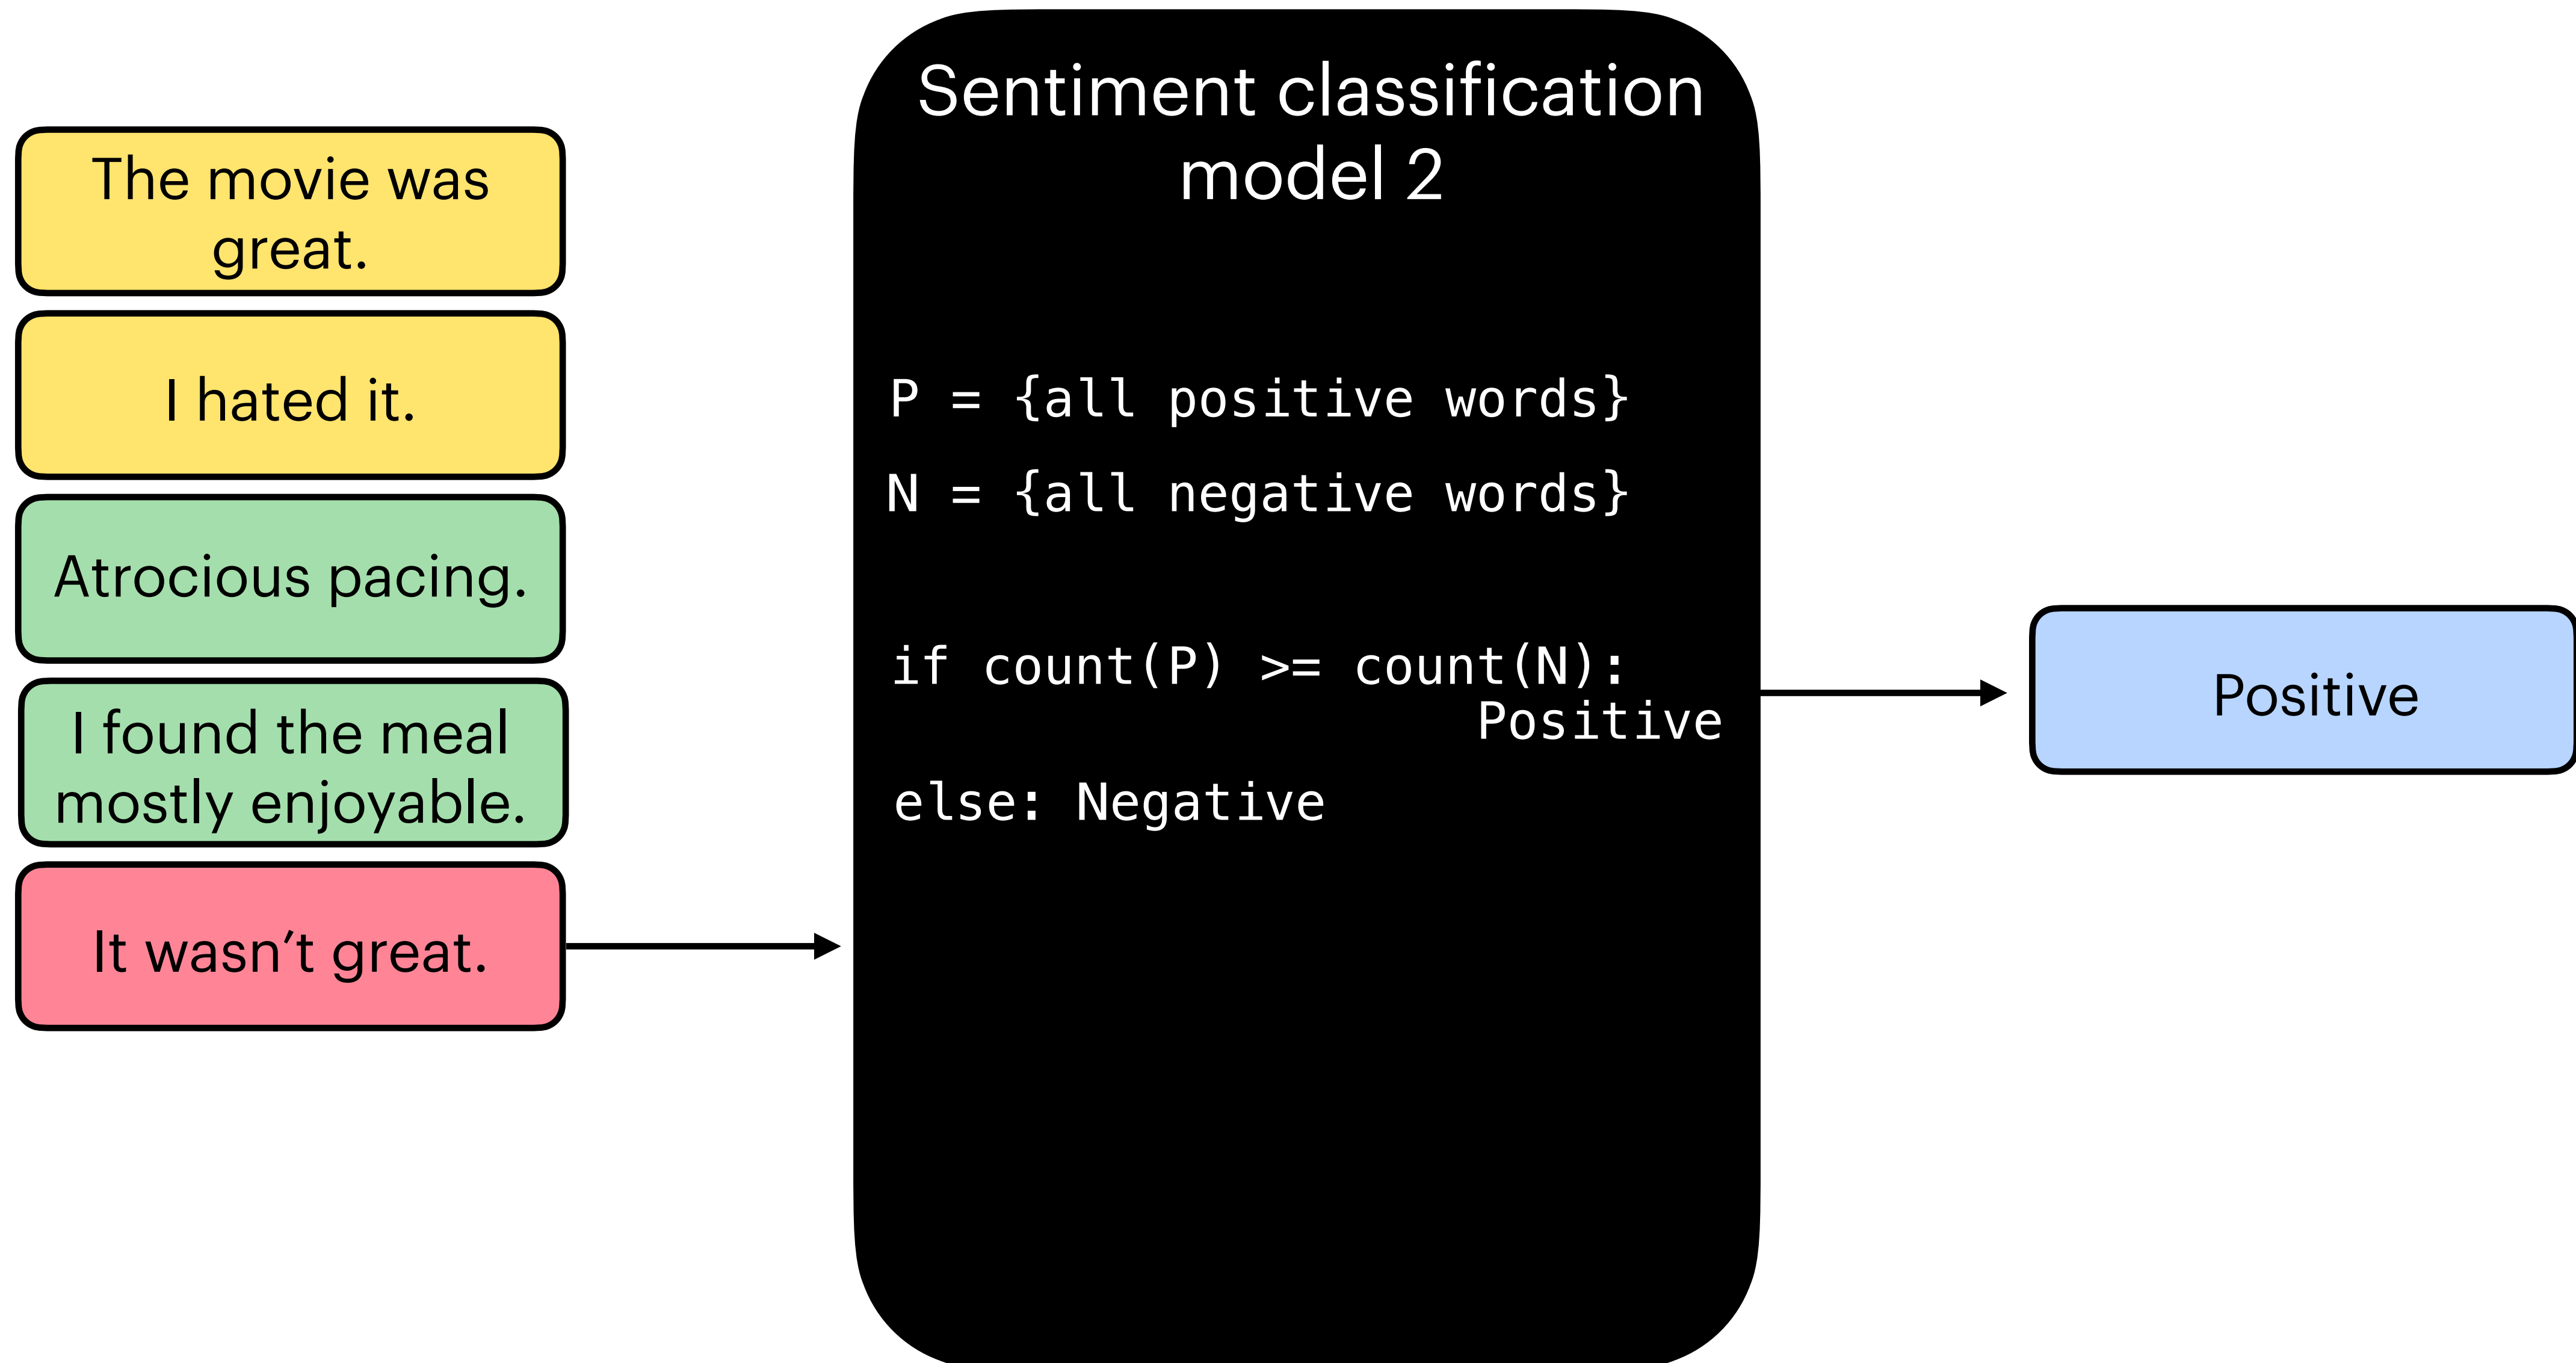 The movie was
great.
I hated it.
Atrocious pacing.
I found the meal
mostly enjoyable.
It wasn’t great.
Sentiment classification
model 2
P = {all positive words}
N = {all negative words}
if count(P) >= count(N):
Positive
else: Negative
Positive